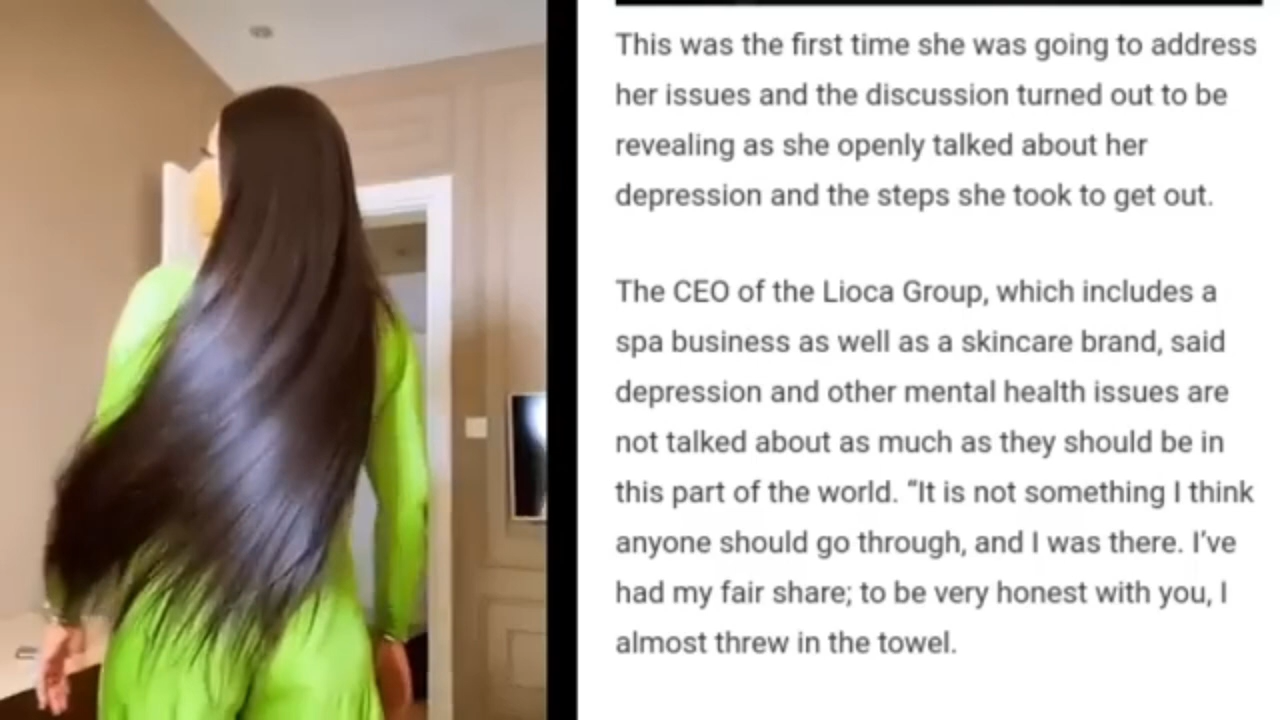 This was the first time she was going to address
her issues and the discussion turned out to be
revealing as she openly talked about her
depression and the steps she took to get out.
The CEO of the Lioca Group, which includes a
spa business as well as a skincare brand, said
depression and other mental health issues are
not talked about as much as they should be in
this part of the world. “It is not something I think
anyone should go through, and I was there. I’ve
had my fair share; to be very honest with you, I
almost threw in the towel.